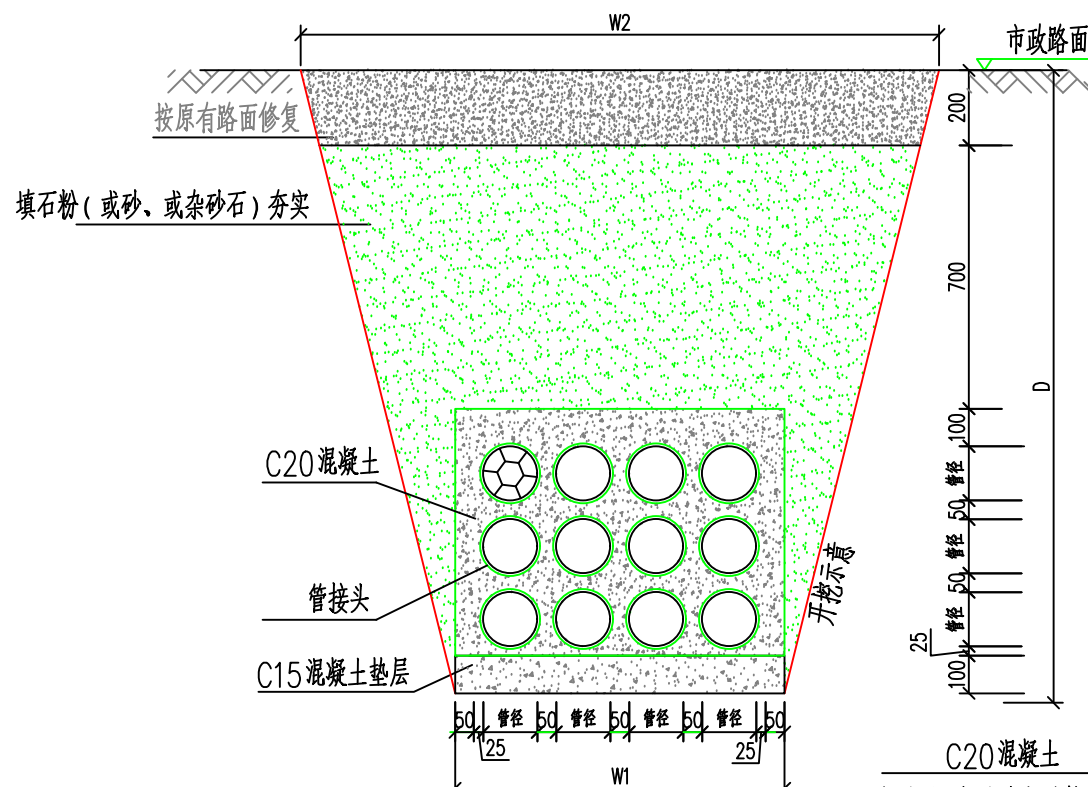 W2
市政路面
200
按原有路面修复
填石粉(或砂、或杂砂石)夯实
700
D
100
C20混凝土
管径
50
管径
开挖示意
50
管接头
管径
25
C15混凝土垫层
100
50 管径 50 管径 50 管径 50 管径 50
25 25
C20混凝土
W1